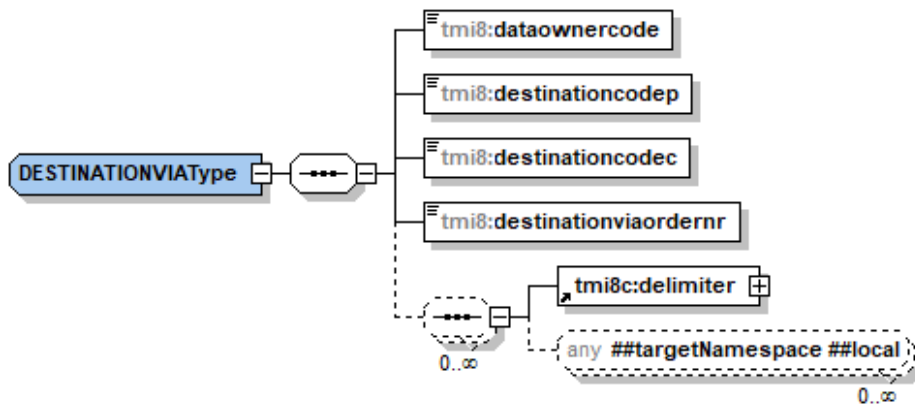 tmi8:dataownercode
tmi8:destinationcodep
tmi8:destinationcodec
DESTINATIONVIAType
tmi8:destinationviaordernr
tmi8c:delimiter
0..∞
any ##targetNamespace ##local
0..∞